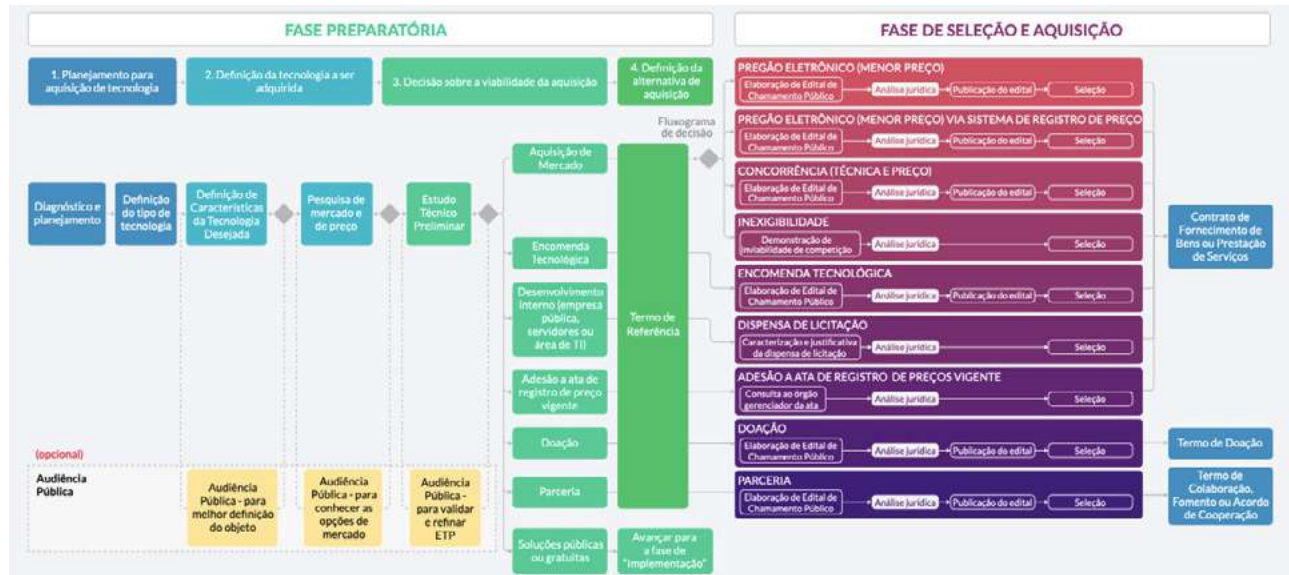 FASE PREPARATÓRIA
FASE DE SELEÇÃO E AQUISIÇÃO
1. Planejamento para
aquisição de tecnologia
2. Definição da tecnologia a ser
adquirida
3. Decisão sobre a viabilidade da aquisição
4. Definição da
alternativa de
aquisição
Fluxograma
de decisão
Diagnóstico e
planejamento
Definição
do tipo de
tecnologia
Definição de
Características
da Tecnologia
Desejada
Pesquisa de
mercado e
de preço
Estudo
Técnico
Preliminar
Aquisição de
Mercado
Encomenda
Tecnológica
Desenvolvimento
interno (empresa
pública,
servidores ou
área de TI)
Adesão a ata de
registro de preço
vigente
Doação
Parceria
Soluções públicas
ou gratuitas
Termo de
Referência
Avançar para
a fase de
"implementação"
(opcional)
Audiência
Pública
Audiência
Pública - para
melhor definição
do objeto
Audiência
Pública - para
conhecer as
opções de
mercado
Audiência
Pública -
para validar
e refinar
ETP
PREGÃO ELETRÔNICO (MENOR PREÇO)
Elaboração de Edital de
Chamamento Público
Análise jurídica
Publicação do edital
Seleção
PREGÃO ELETRÔNICO (MENOR PREÇO) VIA SISTEMA DE REGISTRO DE PREÇO
Elaboração de Edital de
Chamamento Público
Análise jurídica
Publicação do edital
Seleção
CONCORRÊNCIA (TÉCNICA E PREÇO)
Elaboração de Edital de
Chamamento Público
Análise jurídica
Publicação do edital
Seleção
INEXIGIBILIDADE
Demonstração de
inviabilidade de competição
Análise jurídica
Seleção
ENCOMENDA TECNOLÓGICA
Elaboração de Edital de
Chamamento Público
Análise jurídica
Publicação do edital
Seleção
DISPENSA DE LICITAÇÃO
Caracterização e justificativa
da dispensa de licitação
Análise jurídica
Seleção
ADESÃO A ATA DE REGISTRO DE PREÇOS VIGENTE
Consulta ao órgão
gerenciador da ata
Análise jurídica
Seleção
DOAÇÃO
Elaboração de Edital de
Chamamento Público
Análise jurídica
Publicação do edital
Seleção
PARCERIA
Elaboração de Edital de
Chamamento Público
Análise jurídica
Publicação do edital
Seleção
Contrato de
Fornecimento de
Bens ou Prestação
de Serviços
Termo de Doação
Termo de
Colaboração,
Fomento ou Acordo
de Cooperação